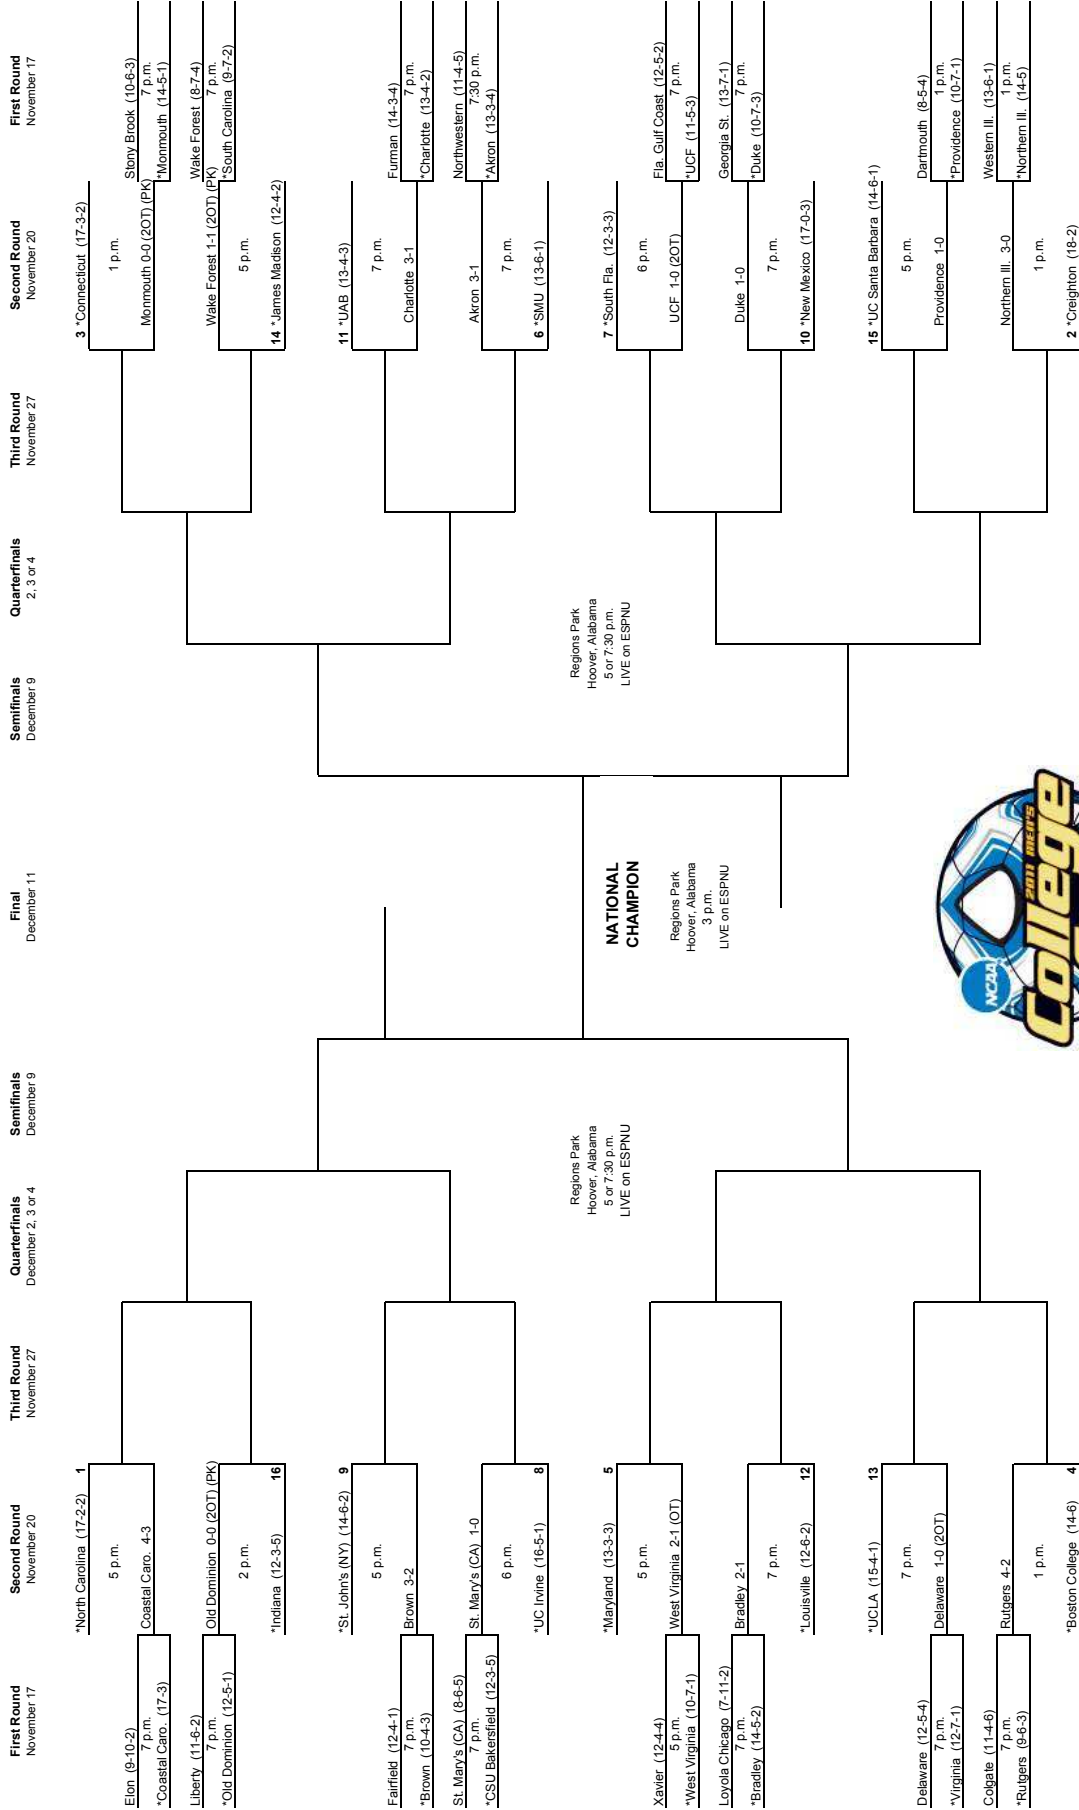 First Round
November 17
Second Round
November 20
Third Round
November 27
Quarterfinals
December 2, 3 or 4
Semifinals
December 9
Final
December 11
Semifinals
December 9
Quarterfinals
2, 3 or 4
Third Round
November 27
Second Round
November 20
First Round
November 17
*North Carolina (17-2-2) 1
5 p.m.
Elon (9-10-2)
7 p.m.
*Coastal Caro. (17-3)
Coastal Caro. 4-3
Liberty (11-6-2)
7 p.m.
*Old Dominion (12-5-1)
Old Dominion 0-0 (2OT) (PK)
2 p.m.
*Indiana (12-3-5) 16
*St. John's (NY) (14-6-2) 9
5 p.m.
Fairfield (12-4-1)
7 p.m.
*Brown (10-4-3)
Brown 3-2
St. Mary's (CA) (8-6-5)
7 p.m.
*CSU Bakersfield (12-3-5)
St. Mary's (CA) 1-0
6 p.m.
*UC Irvine (16-5-1) 8
*Maryland (13-3-3) 5
5 p.m.
Xavier (12-4-4)
5 p.m.
*West Virginia (10-7-1)
West Virginia 2-1 (OT)
Loyola Chicago (7-11-2)
7 p.m.
*Bradley (14-5-2)
Bradley 2-1
7 p.m.
*Louisville (12-6-2) 12
*UCLA (15-4-1) 13
7 p.m.
Delaware (12-5-4)
7 p.m.
*Virginia (12-7-1)
Delaware 1-0 (2OT)
Colgate (11-4-6)
7 p.m.
*Rutgers (9-6-3)
Rutgers 4-2
1 p.m.
*Boston College (14-6) 4
Regions Park
Hoover, Alabama
5 or 7:30 p.m.
LIVE on ESPNU
NATIONAL
CHAMPION
Regions Park
Hoover, Alabama
3 p.m.
LIVE on ESPNU
NCAA
2011 MEN'S
College
Regions Park
Hoover, Alabama
5 or 7:30 p.m.
LIVE on ESPNU
3 *Connecticut (17-3-2)
1 p.m.
Stony Brook (10-6-3)
7 p.m.
*Monmouth (14-5-1)
Monmouth 0-0 (2OT) (PK)
Wake Forest (8-7-4)
7 p.m.
*South Carolina (9-7-2)
Wake Forest 1-1 (2OT) (PK)
5 p.m.
14 *James Madison (12-4-2)
11 *UAB (13-4-3)
7 p.m.
Furman (14-3-4)
7 p.m.
*Charlotte (13-4-2)
Charlotte 3-1
Northwestern (11-4-5)
7:30 p.m.
*Akron (13-3-4)
Akron 3-1
7 p.m.
6 *SMU (13-6-1)
7 *South Fla. (12-3-3)
6 p.m.
Fla. Gulf Coast (12-5-2)
7 p.m.
*UCF (11-5-3)
UCF 1-0 (2OT)
Georgia St. (13-7-1)
7 p.m.
*Duke (10-7-3)
Duke 1-0
7 p.m.
10 *New Mexico (17-0-3)
15 *UC Santa Barbara (14-6-1)
5 p.m.
Dartmouth (8-5-4)
1 p.m.
*Providence (10-7-1)
Providence 1-0
Western Ill. (13-6-1)
1 p.m.
*Northern Ill. (14-5)
Northern Ill. 3-0
1 p.m.
2 *Creighton (18-2)